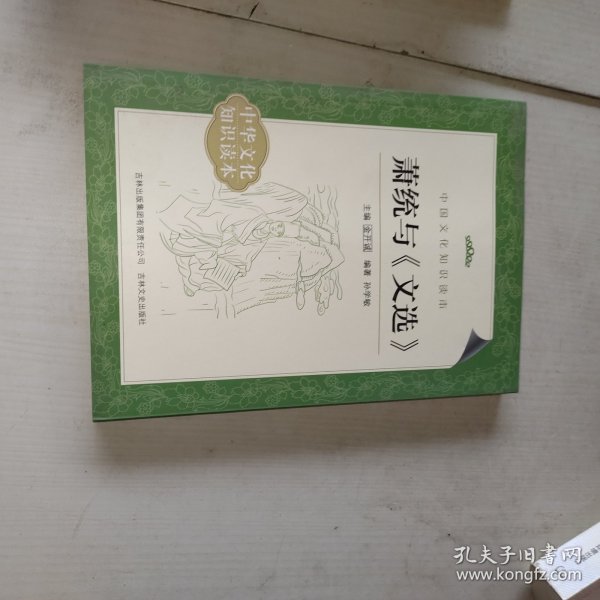 中国文化知识读本
萧统与《文选》
主编 金开诚 编著 孙学敏
中华文化
知识读本
吉林出版集团有限责任公司 吉林文史出版社
孔夫子旧书网
www.kongfz.com